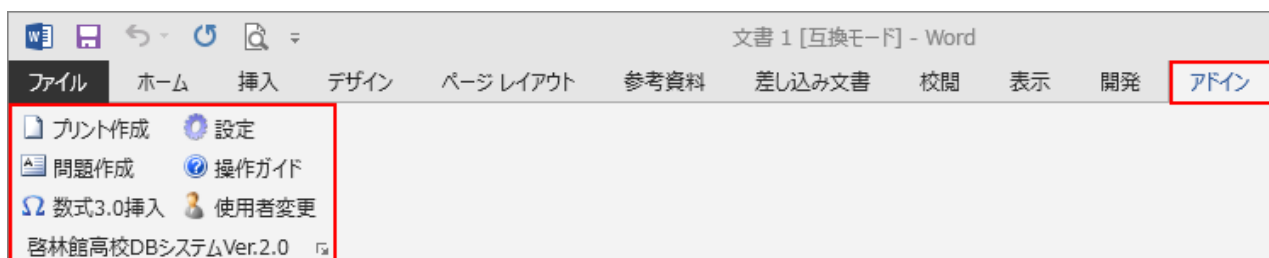 文書 1 [互換モード] - Word
ファイル ホーム 挿入 デザイン ページ レイアウト 参考資料 差し込み文書 校閲 表示 開発 アドイン
プリント作成 設定
問題作成 操作ガイド
数式3.0挿入 使用者変更
啓林館高校DBシステムVer.2.0